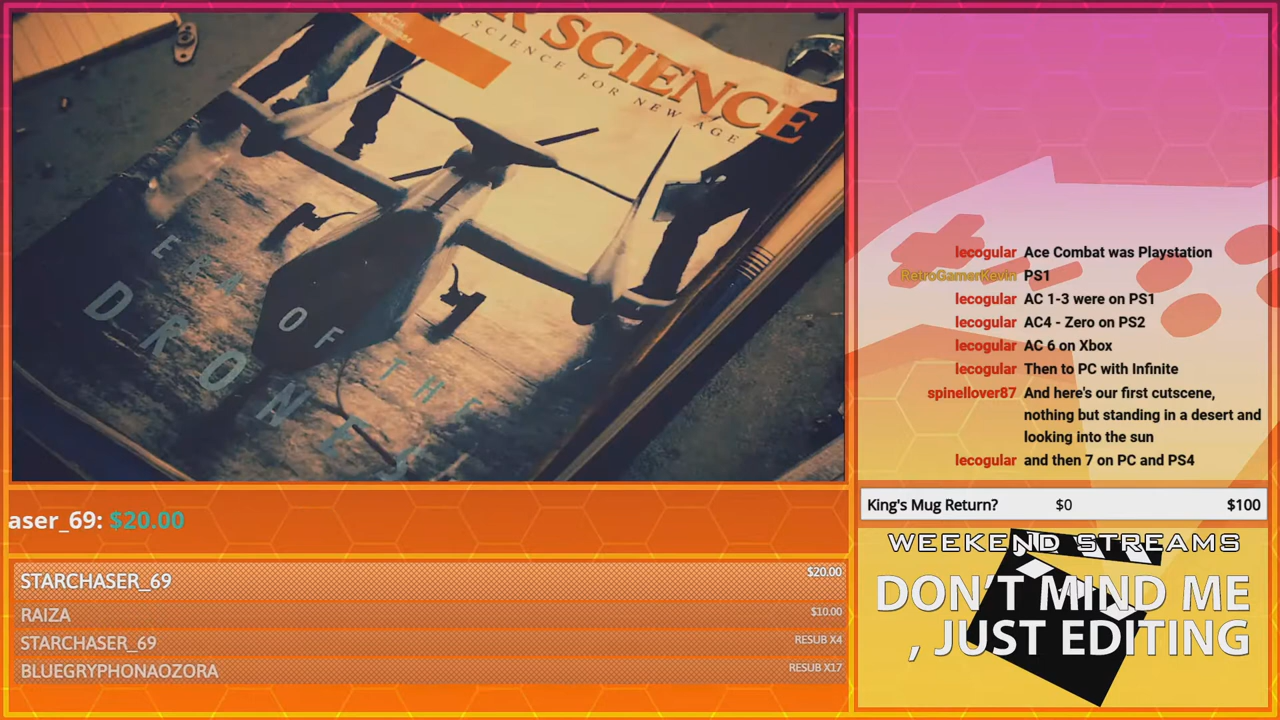 SCIENCE
SCIENCE FOR NEW AGE
ERA OF THE
DRONES
lecogular Ace Combat was Playstation
RetroGamerKevin PS1
lecogular AC 1-3 were on PS1
lecogular AC4 - Zero on PS2
lecogular AC 6 on Xbox
lecogular Then to PC with Infinite
spinellover87 And here's our first cutscene,
nothing but standing in a desert and
looking into the sun
lecogular and then 7 on PC and PS4
King's Mug Return? $0 $100
aser_69: $20.00
STARCHASER_69 $20.00
RAIZA $10.00
STARCHASER_69 RESUB X4
BLUEGRYPHONAOZORA RESUB X17
WEEKEND STREAMS
DON'T MIND ME
, JUST EDITING